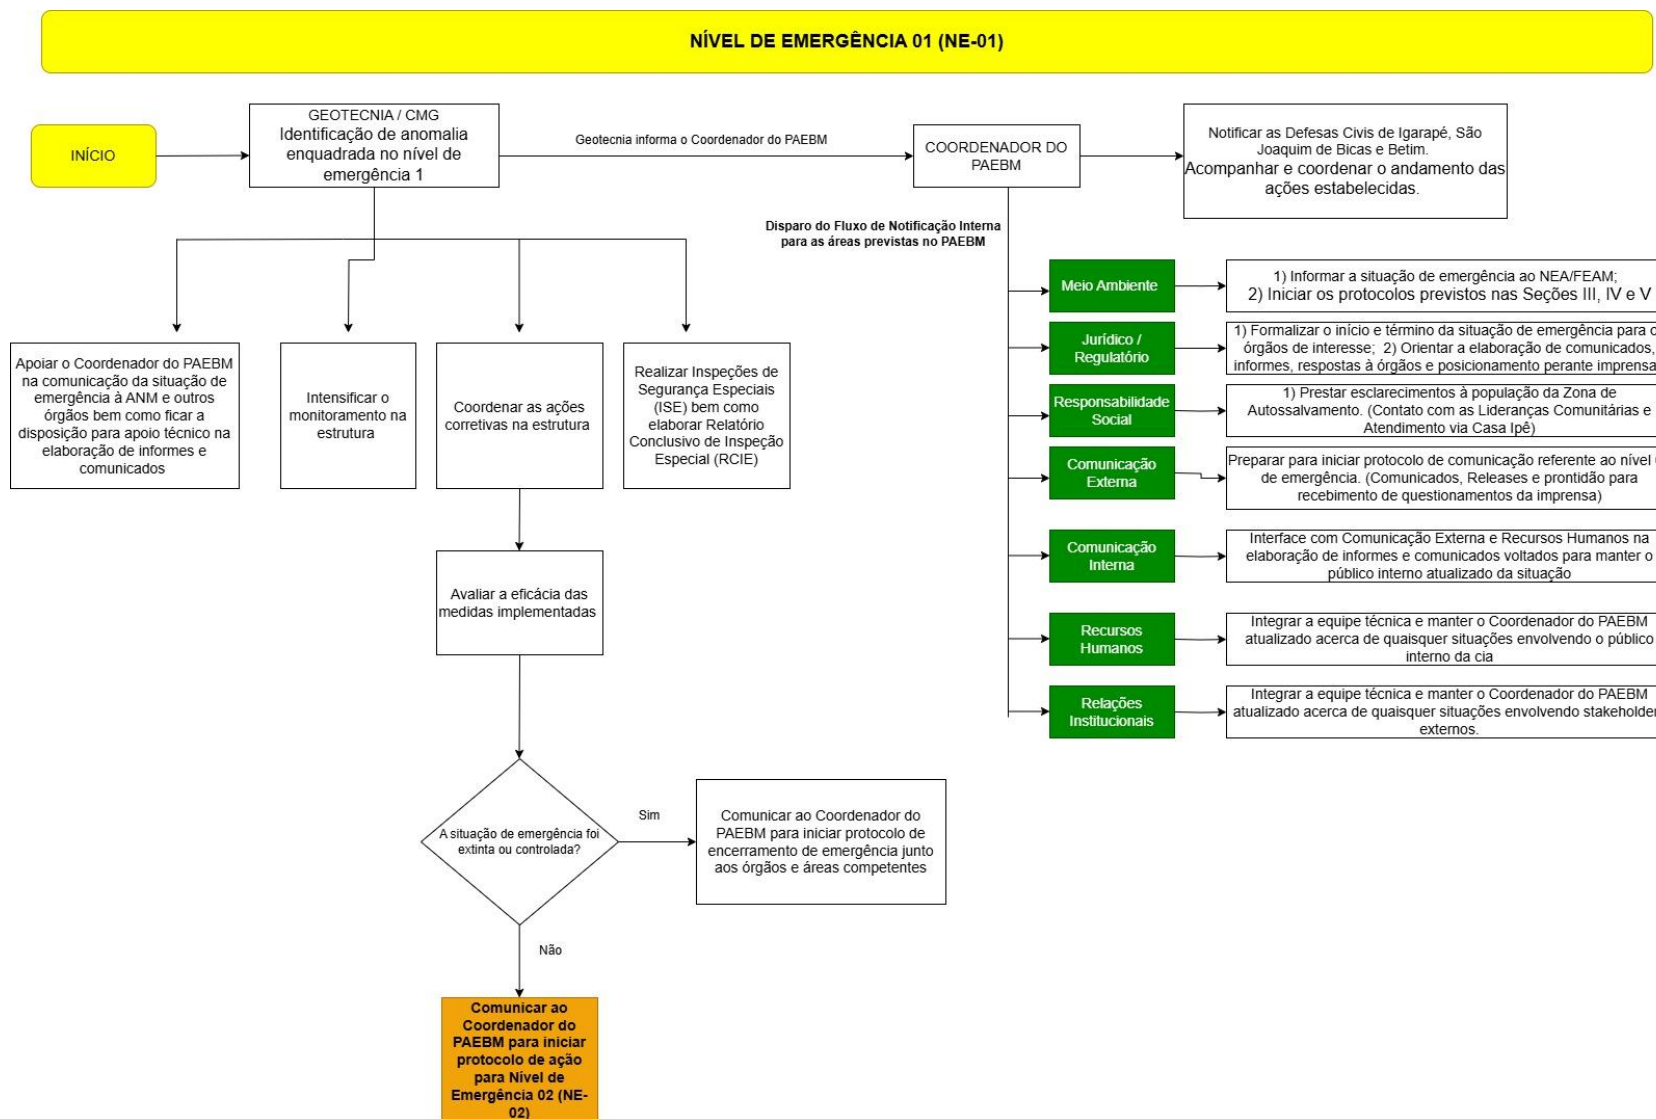 NÍVEL DE EMERGÊNCIA 01 (NE-01)
INÍCIO
GEOTECNIA / CMG
Identificação de anomalia
enquadrada no nível de
emergência 1
Geotecnia informa o Coordenador do PAEBM
COORDENADOR DO
PAEBM
Notificar as Defesas Civis de Igarapé, São
Joaquim de Bicas e Betim.
Acompanhar e coordenar o andamento das
ações estabelecidas.
Disparo do Fluxo de Notificação Interna
para as áreas previstas no PAEBM
Meio Ambiente
1) Informar a situação de emergência ao NEA/FEAM;
2) Iniciar os protocolos previstos nas Seções III, IV e V
Jurídico /
Regulatório
1) Formalizar o início e término da situação de emergência para
órgãos de interesse; 2) Orientar a elaboração de comunicados,
informes, respostas à órgãos e posicionamento perante imprensa
Responsabilidade
Social
1) Prestar esclarecimentos à população da Zona de
Autossalvamento. (Contato com as Lideranças Comunitárias e
Atendimento via Casa Ipê)
Comunicação
Externa
Preparar para iniciar protocolo de comunicação referente ao nível
de emergência. (Comunicados, Releases e prontidão para
recebimento de questionamentos da imprensa)
Comunicação
Interna
Interface com Comunicação Externa e Recursos Humanos na
elaboração de informes e comunicados voltados para manter o
público interno atualizado da situação
Recursos
Humanos
Integrar a equipe técnica e manter o Coordenador do PAEBM
atualizado acerca de quaisquer situações envolvendo o público
interno da cia
Relações
Institucionais
Integrar a equipe técnica e manter o Coordenador do PAEBM
atualizado acerca de quaisquer situações envolvendo stakeholder
externos.
Apoiar o Coordenador do PAEBM
na comunicação da situação de
emergência à ANM e outros
órgãos bem como ficar a
disposição para apoio técnico na
elaboração de informes e
comunicados
Intensificar o
monitoramento na
estrutura
Coordenar as ações
corretivas na estrutura
Realizar Inspeções de
Segurança Especiais
(ISE) bem como
elaborar Relatório
Conclusivo de Inspeção
Especial (RCIE)
Avaliar a eficácia das
medidas implementadas
A situação de emergência foi
extinta ou controlada?
Sim
Comunicar ao Coordenador do
PAEBM para iniciar protocolo de
encerramento de emergência junto
aos órgãos e áreas competentes
Não
Comunicar ao
Coordenador do
PAEBM para iniciar
protocolo de ação
para Nível de
Emergência 02 (NE-
02)